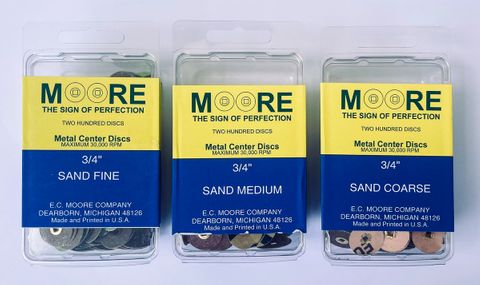 MOORE
THE SIGN OF PERFECTION
TWO HUNDRED DISCS
Metal Center Discs
MAXIMUM 30,000 RPM
3/4"
SAND FINE
E.C. MOORE COMPANY
DEARBORN, MICHIGAN 48126
Made and Printed in U.S.A.
MOORE
THE SIGN OF PERFECTION
TWO HUNDRED DISCS
Metal Center Discs
MAXIMUM 30,000 RPM
3/4"
SAND MEDIUM
E.C. MOORE COMPANY
DEARBORN, MICHIGAN 48126
Made and Printed in U.S.A.
MOORE
THE SIGN OF PERFECTION
TWO HUNDRED DISCS
Metal Center Discs
MAXIMUM 30,000 RPM
3/4"
SAND COARSE
E.C. MOORE COMPANY
DEARBORN, MICHIGAN 48126
Made and Printed in U.S.A.